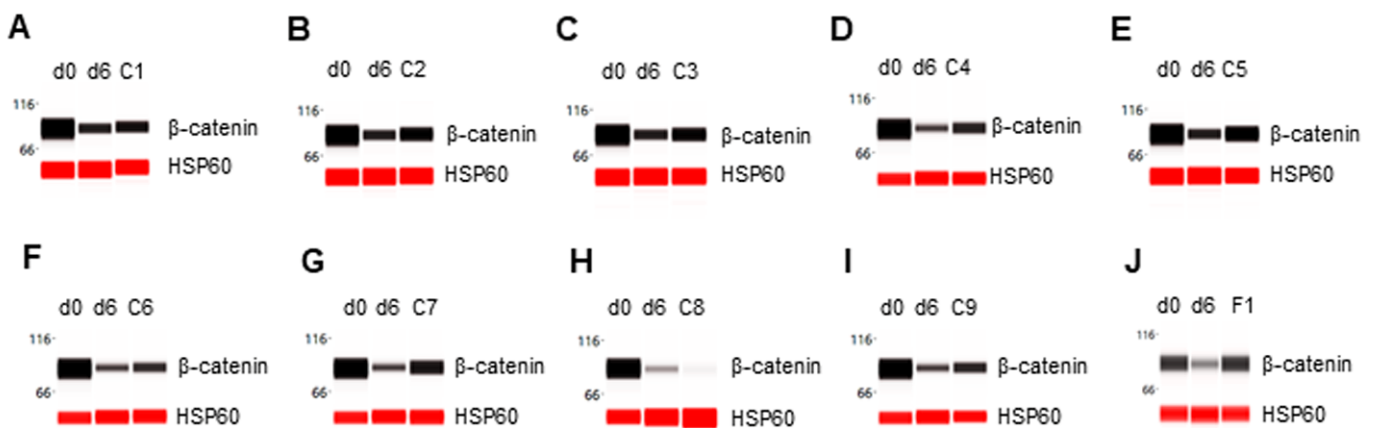 A B C D E
d0 d6 C1 d0 d6 C2 d0 d6 C3 d0 d6 C4 d0 d6 C5
116 116 116 116 116
β-catenin β-catenin β-catenin β-catenin β-catenin
66 66 66 66 66
HSP60 HSP60 HSP60 HSP60 HSP60
F G H I J
d0 d6 C6 d0 d6 C7 d0 d6 C8 d0 d6 C9 d0 d6 F1
116 116 116 116 116
β-catenin β-catenin β-catenin β-catenin β-catenin
66 66 66 66 66
HSP60 HSP60 HSP60 HSP60 HSP60